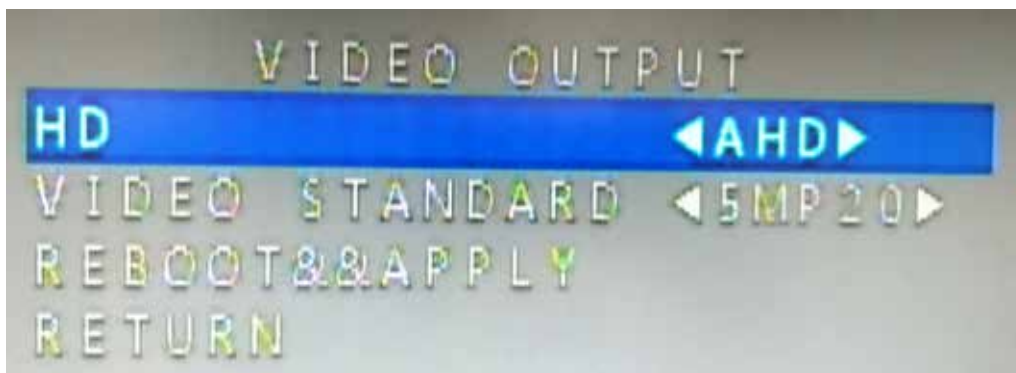 VIDEO OUTPUT
HD ◀AHD▶
VIDEO STANDARD ◀5MP20▶
REBOOT&&APPLY
RETURN